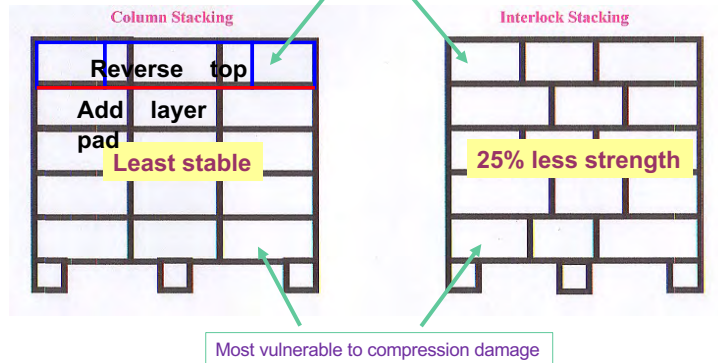 Column Stacking
Interlock Stacking
Reverse top
Add layer
pad
Least stable
25% less strength
Most vulnerable to compression damage